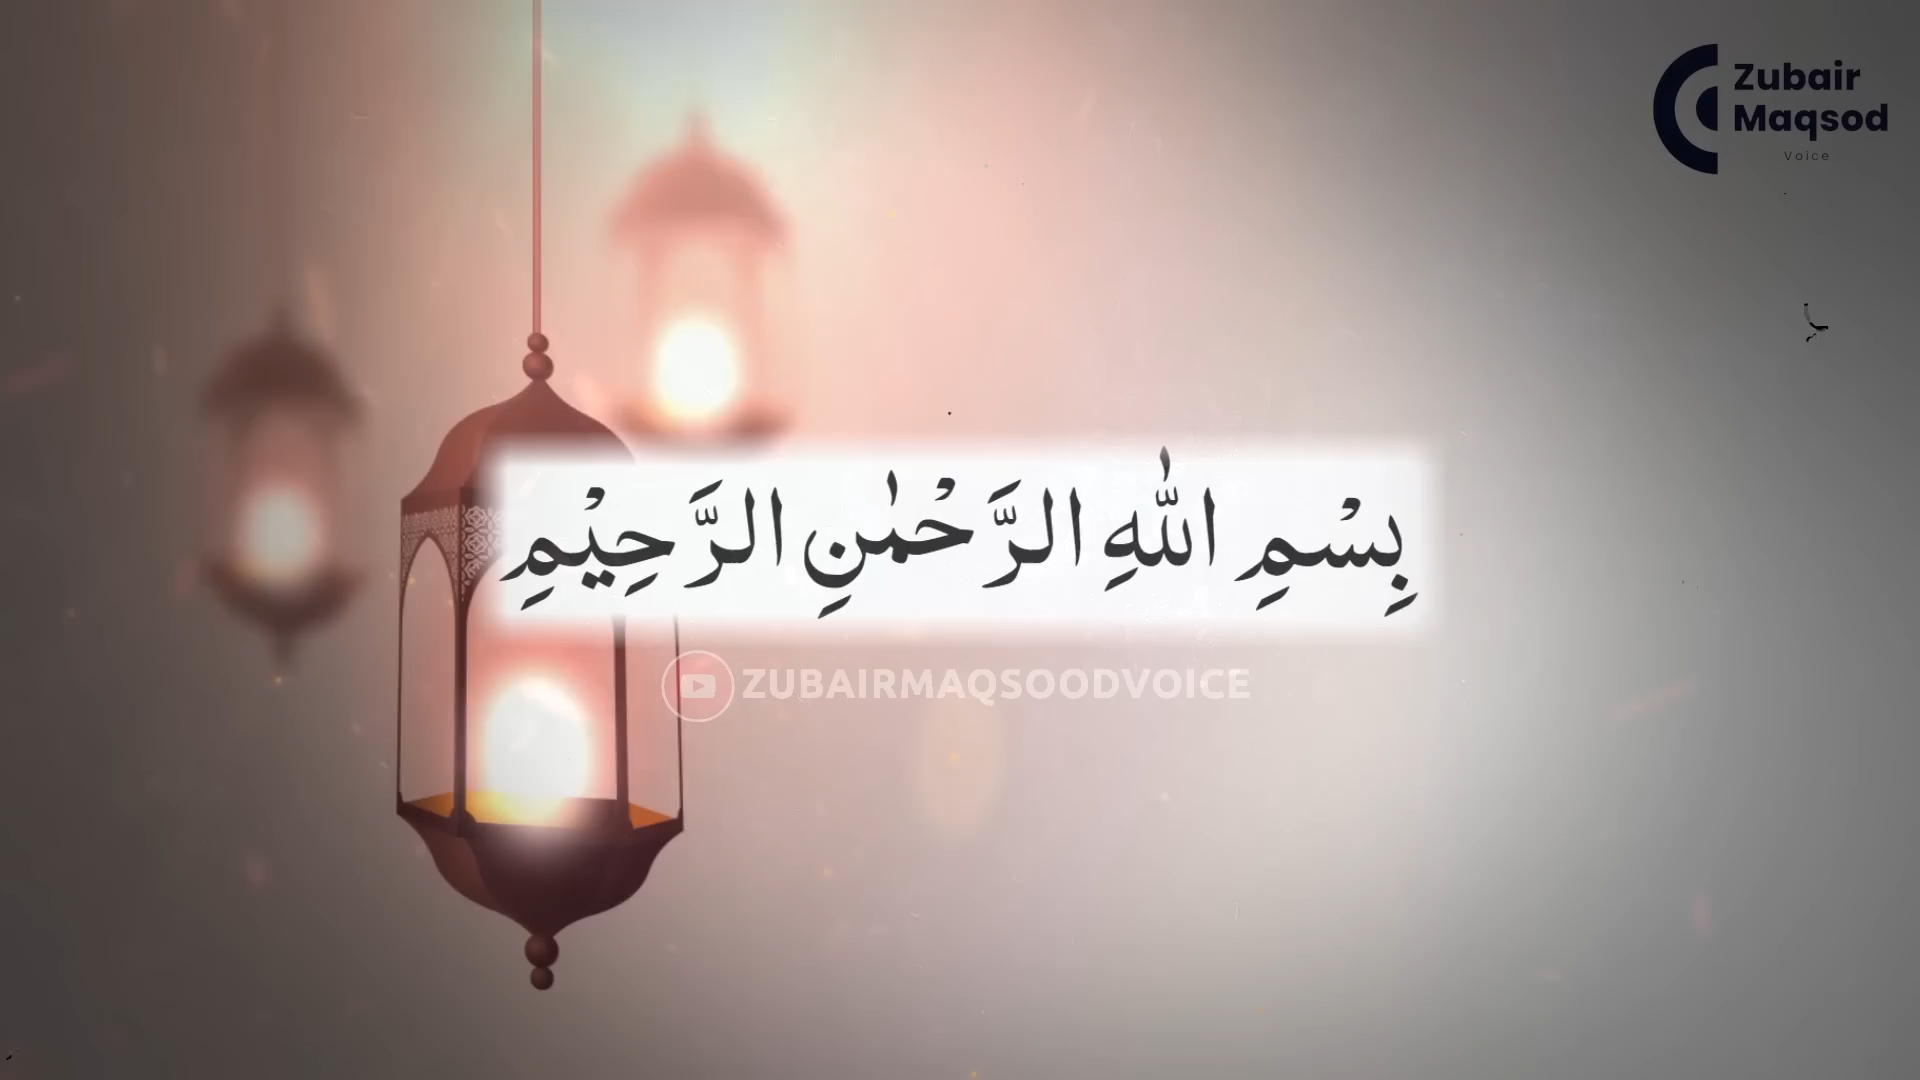 Zubair
Maqsod
Voice
بِسْمِ اللّٰهِ الرَّحْمٰنِ الرَّحِيْمِ
ZUBAIRMAQSOODVOICE